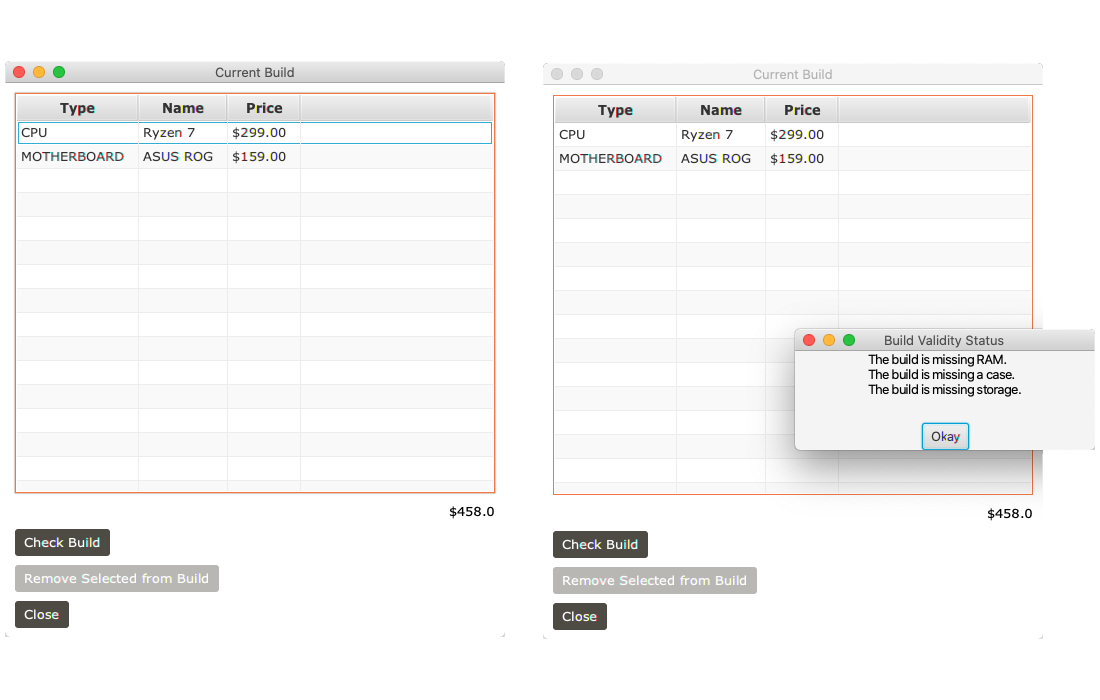 Current Build
Type Name Price
CPU Ryzen 7 $299.00
MOTHERBOARD ASUS ROG $159.00
$458.0
Check Build
Remove Selected from Build
Close
Current Build
Type Name Price
CPU Ryzen 7 $299.00
MOTHERBOARD ASUS ROG $159.00
Build Validity Status
The build is missing RAM.
The build is missing a case.
The build is missing storage.
Okay
$458.0
Check Build
Remove Selected from Build
Close